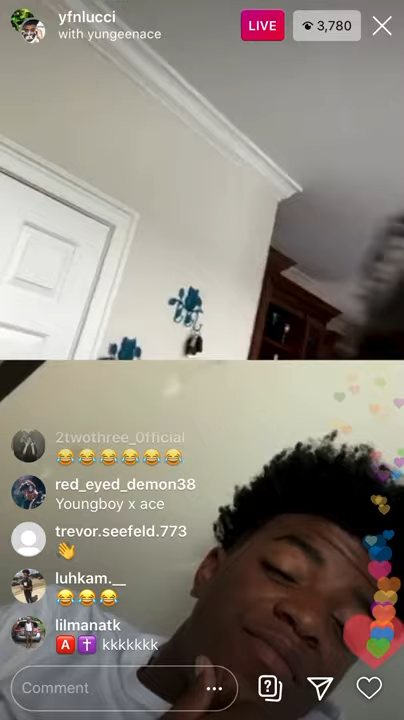 yfnlucci
with yungeenace
LIVE
3,780
2twothree_0fficial
😂😂😂😂😂😂
red_eyed_demon38
Youngboy x ace
trevor.seefeld.773
👋
luhkam.__
😂😂😂
lilmanatk
🅰️✝️ kkkkkkk
Comment